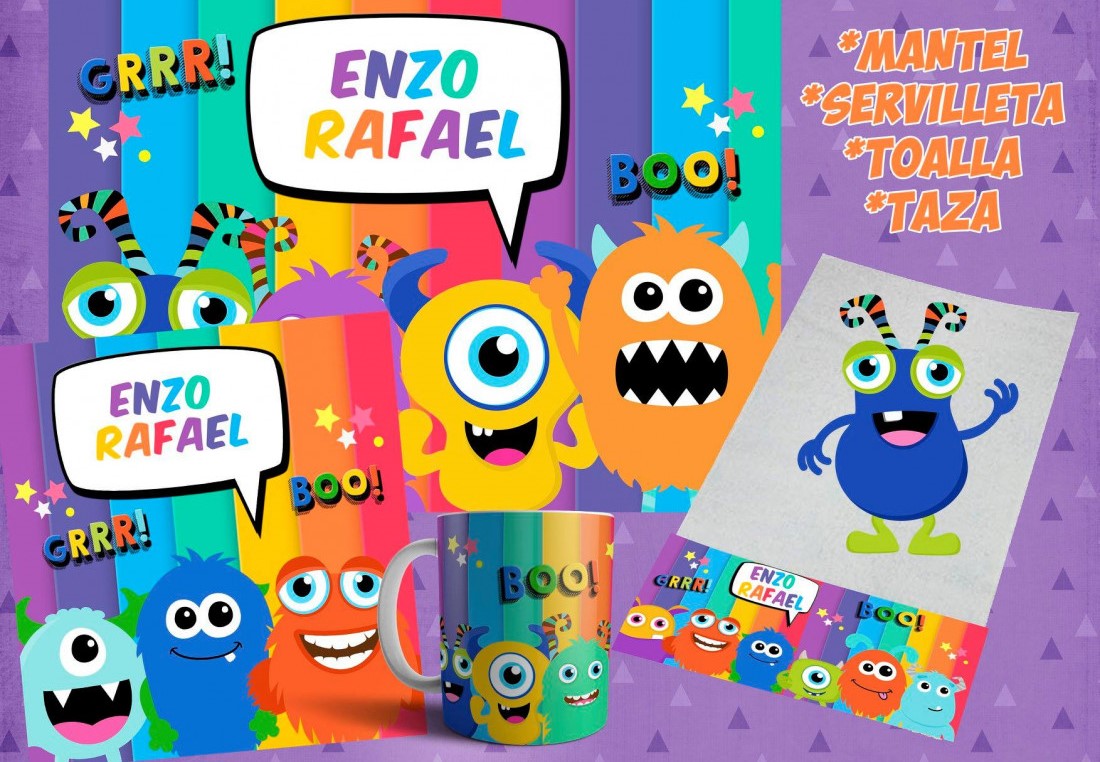 GRRR!
ENZO
RAFAEL
BOO!
*MANTEL
*SERVILLETA
*TOALLA
*TAZA
ENZO
RAFAEL
BOO!
GRRR!
BOO!
GRRR!
ENZO
RAFAEL
BOO!